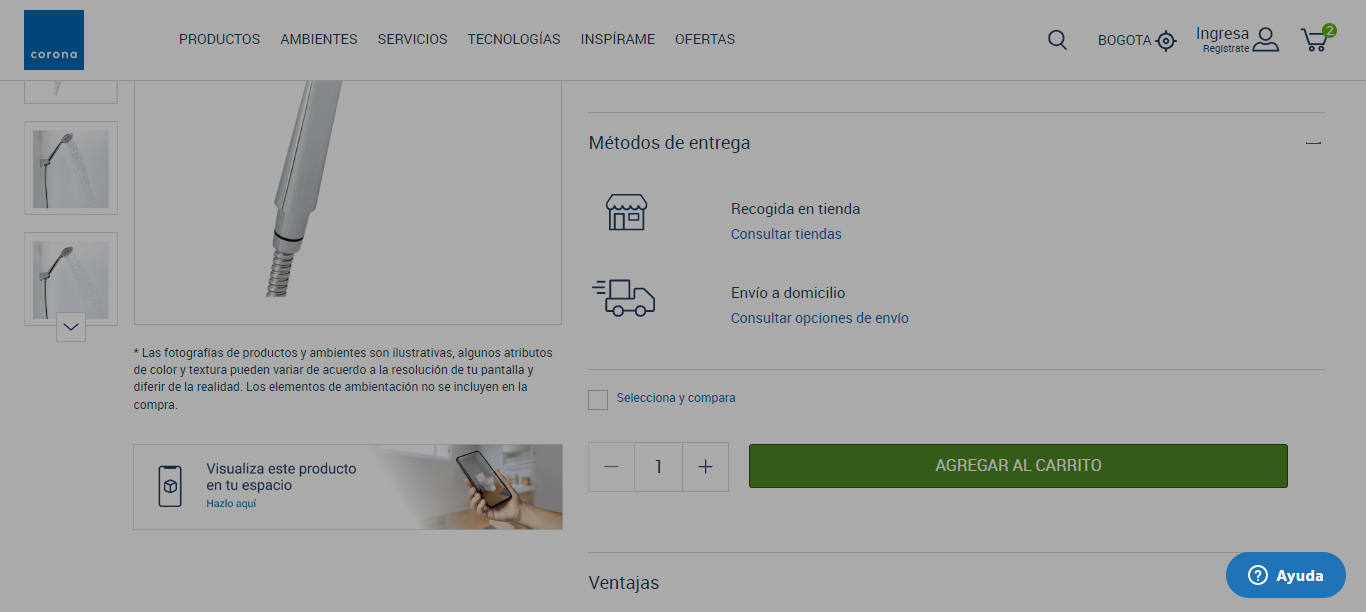 corona
PRODUCTOS AMBIENTES SERVICIOS TECNOLOGÍAS INSPÍRAME OFERTAS
BOGOTA
Ingresa
Regístrate
2
Métodos de entrega
Recogida en tienda
Consultar tiendas
Envío a domicilio
Consultar opciones de envío
* Las fotografías de productos y ambientes son ilustrativas, algunos atributos
de color y textura pueden variar de acuerdo a la resolución de tu pantalla y
diferir de la realidad. Los elementos de ambientación no se incluyen en la
compra.
Selecciona y compara
1
AGREGAR AL CARRITO
Visualiza este producto
en tu espacio
Hazlo aquí
Ventajas
Ayuda